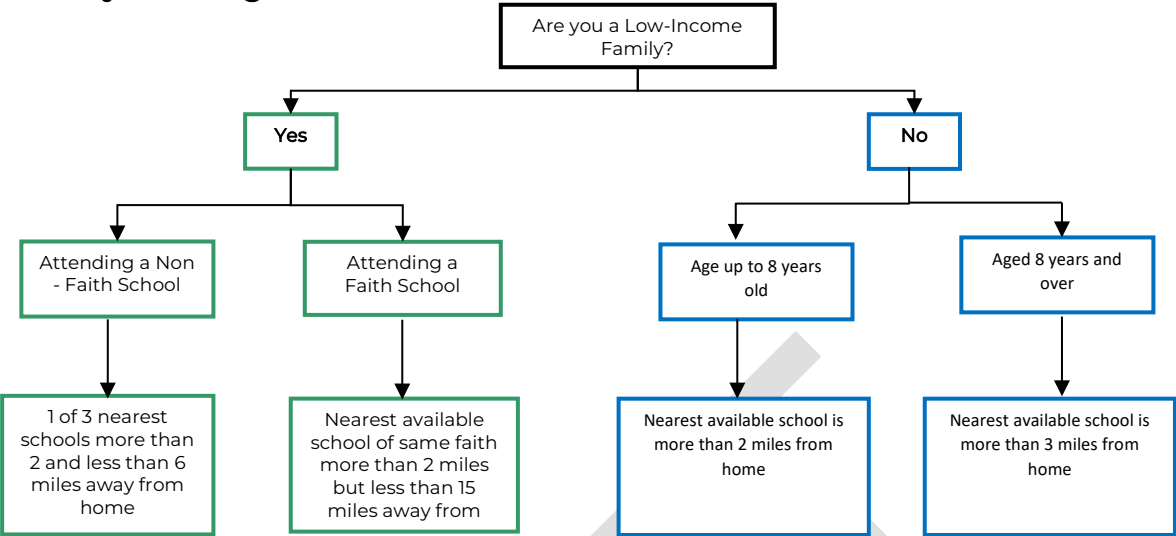 Are you a Low-Income
Family?
Yes
No
Attending a Non
- Faith School
Attending a
Faith School
Age up to 8 years
old
Aged 8 years and
over
1 of 3 nearest
schools more than
2 and less than 6
miles away from
home
Nearest available
school of same faith
more than 2 miles
but less than 15
miles away from
Nearest available school is
more than 2 miles from
home
Nearest available school is
more than 3 miles from
home